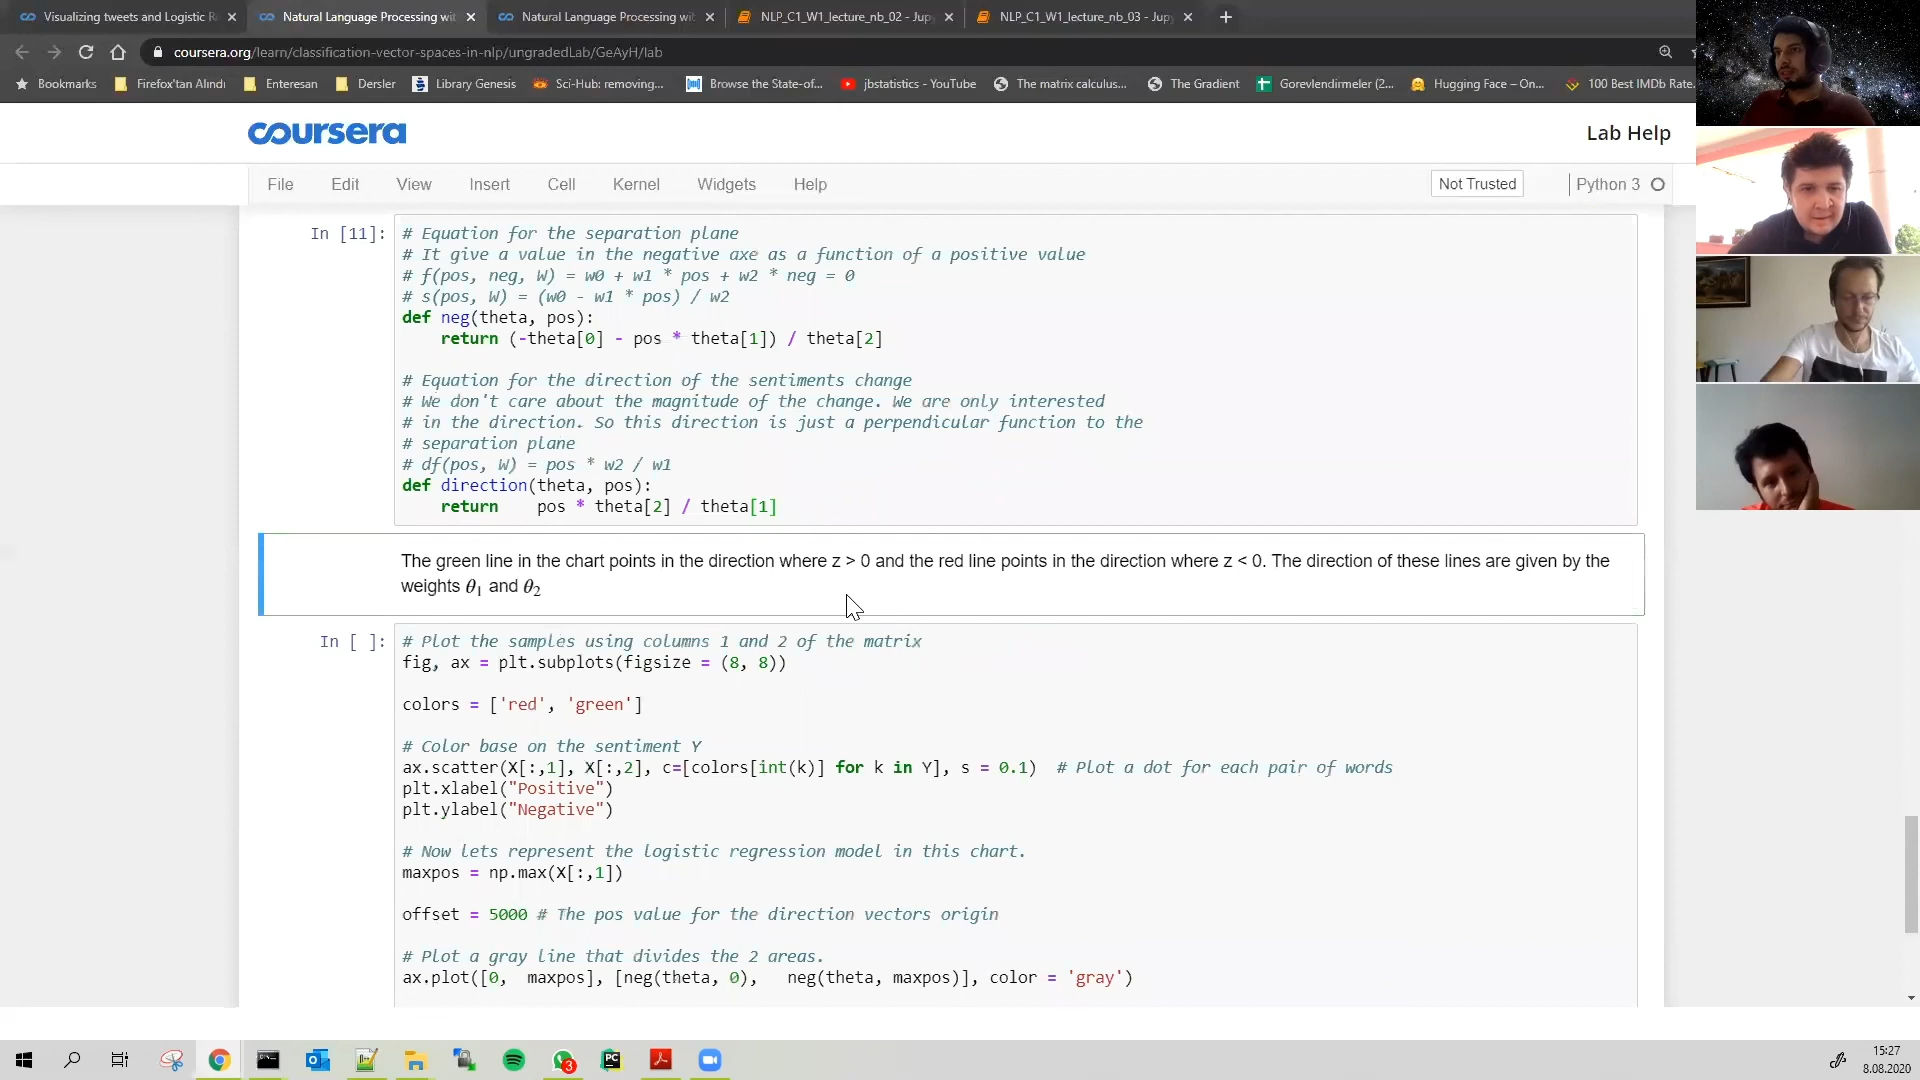 Visualizing tweets and Logistic R
Natural Language Processing wit
Natural Language Processing wit
NLP_C1_W1_lecture_nb_02 - Jup
NLP_C1_W1_lecture_nb_03 - Jup
coursera.org/learn/classification-vector-spaces-in-nlp/ungradedLab/GeAyH/lab
Bookmarks
Firefox'tan Alındı
Enteresan
Dersler
Library Genesis
Sci-Hub: removing...
Browse the State-of...
jbstatistics - YouTube
The matrix calculus...
The Gradient
Gorevlendirmeler (2...
Hugging Face – On...
100 Best IMDb Rate
coursera
Lab Help
File Edit View Insert Cell Kernel Widgets Help
Not Trusted
Python 3
In [11]:
# Equation for the separation plane
# It give a value in the negative axe as a function of a positive value
# f(pos, neg, W) = w0 + w1 * pos + w2 * neg = 0
# s(pos, W) = (w0 - w1 * pos) / w2
def neg(theta, pos):
    return (-theta[0] - pos * theta[1]) / theta[2]
# Equation for the direction of the sentiments change
# We don't care about the magnitude of the change. We are only interested
# in the direction. So this direction is just a perpendicular function to the
# separation plane
# df(pos, W) = pos * w2 / w1
def direction(theta, pos):
    return    pos * theta[2] / theta[1]
The green line in the chart points in the direction where z > 0 and the red line points in the direction where z < 0. The direction of these lines are given by the
weights θ1 and θ2
In [ ]:
# Plot the samples using columns 1 and 2 of the matrix
fig, ax = plt.subplots(figsize = (8, 8))
colors = ['red', 'green']
# Color base on the sentiment Y
ax.scatter(X[:,1], X[:,2], c=[colors[int(k)] for k in Y], s = 0.1)  # Plot a dot for each pair of words
plt.xlabel("Positive")
plt.ylabel("Negative")
# Now lets represent the logistic regression model in this chart.
maxpos = np.max(X[:,1])
offset = 5000 # The pos value for the direction vectors origin
# Plot a gray line that divides the 2 areas.
ax.plot([0,  maxpos], [neg(theta, 0),   neg(theta, maxpos)], color = 'gray')
3
PC
15:27
8.08.2020